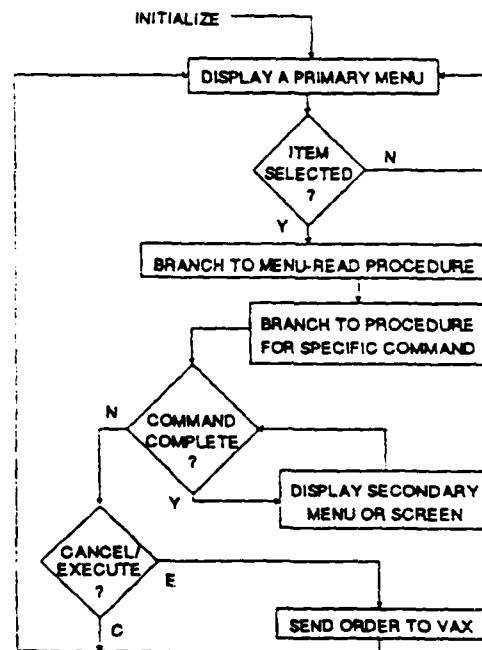 INITIALIZE
DISPLAY A PRIMARY MENU
ITEM
SELECTED
?
N
Y
BRANCH TO MENU-READ PROCEDURE
BRANCH TO PROCEDURE
FOR SPECIFIC COMMAND
N
COMMAND
COMPLETE
?
Y
DISPLAY SECONDARY
MENU OR SCREEN
CANCEL/
EXECUTE
?
E
C
SEND ORDER TO VAX